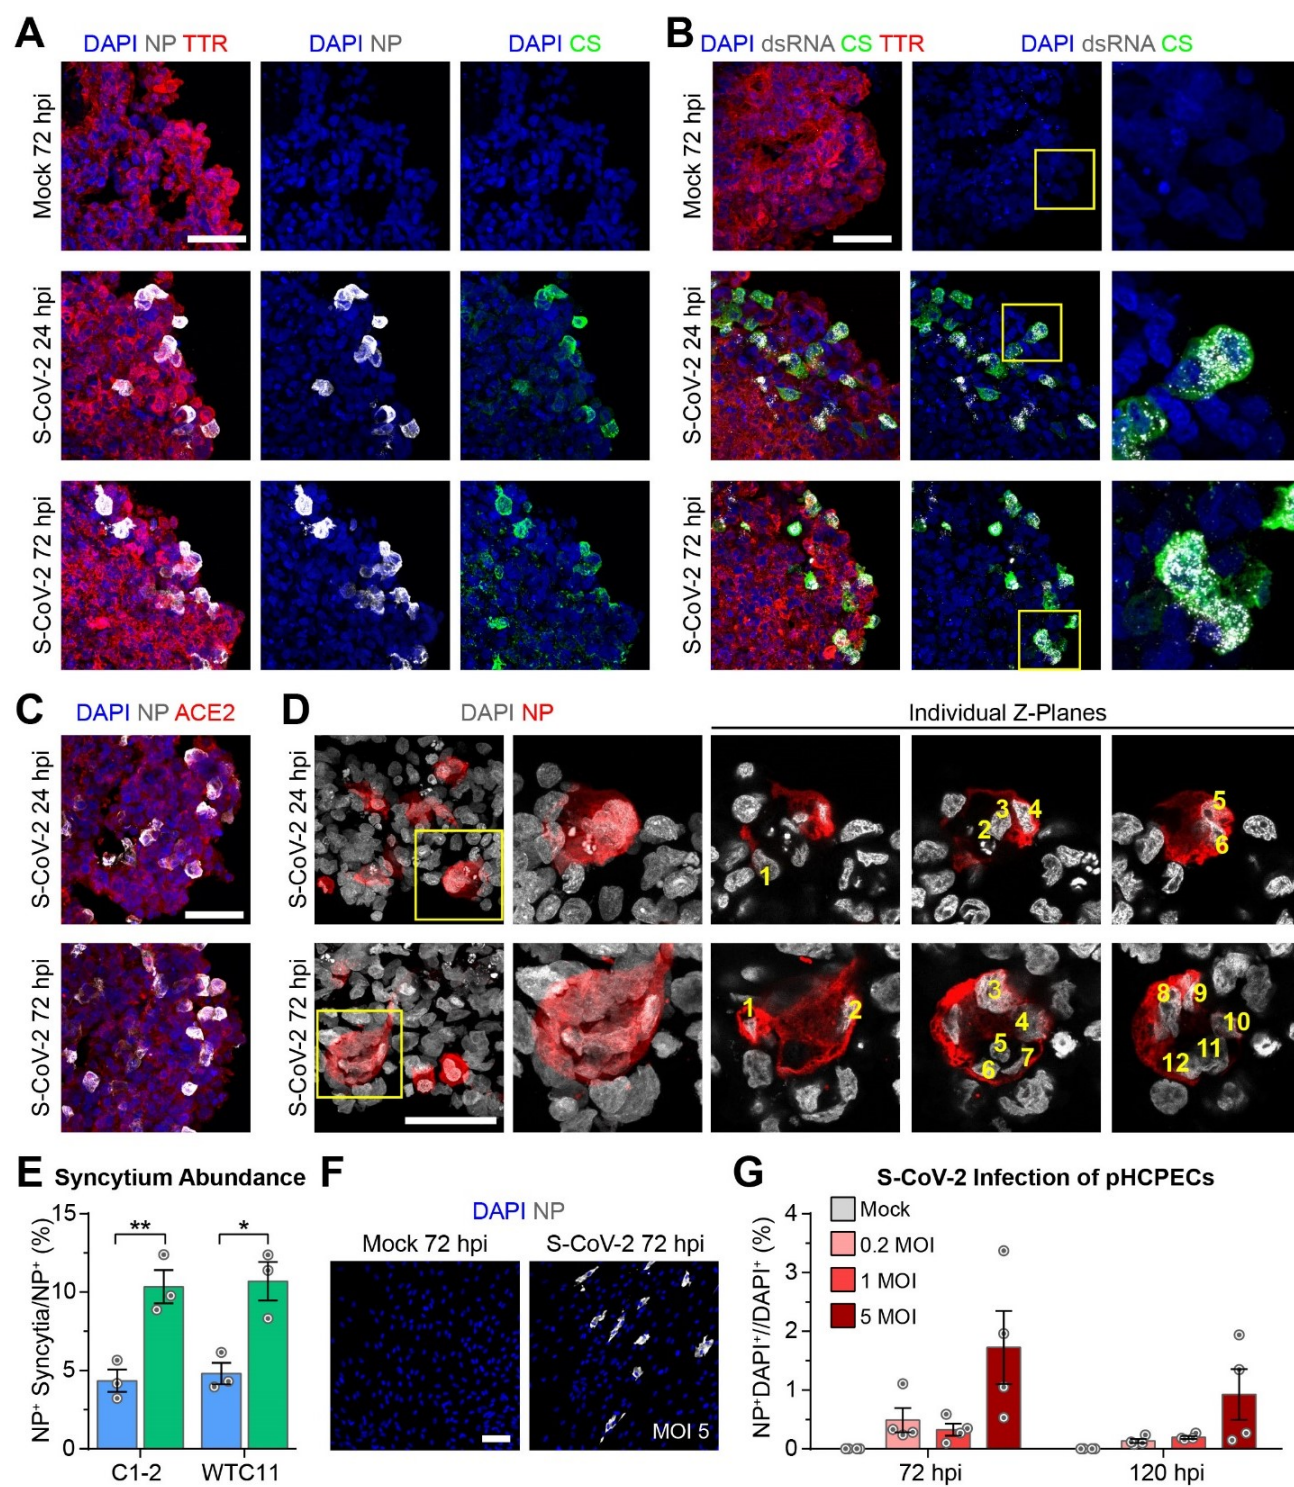 A
DAPI NP TTR
DAPI NP
DAPI CS
Mock 72 hpi
S-CoV-2 24 hpi
S-CoV-2 72 hpi
B
DAPI dsRNA CS TTR
DAPI dsRNA CS
C
DAPI NP ACE2
S-CoV-2 24 hpi
S-CoV-2 72 hpi
D
DAPI NP
Individual Z-Planes
S-CoV-2 24 hpi
1
2
3
4
5
6
S-CoV-2 72 hpi
1
2
3
4
5
6
7
8
9
10
11
12
Mock 72 hpi
S-CoV-2 24 hpi
S-CoV-2 72 hpi
E
Syncytium Abundance
NP⁺ Syncytia/NP⁺ (%)
15
10
5
0
**
*
C1-2
WTC11
F
DAPI NP
Mock 72 hpi
S-CoV-2 72 hpi
MOI 5
G
S-CoV-2 Infection of pHCPECs
NP⁺DAPI⁺//DAPI⁺ (%)
4
3
2
1
0
Mock
0.2 MOI
1 MOI
5 MOI
72 hpi
120 hpi